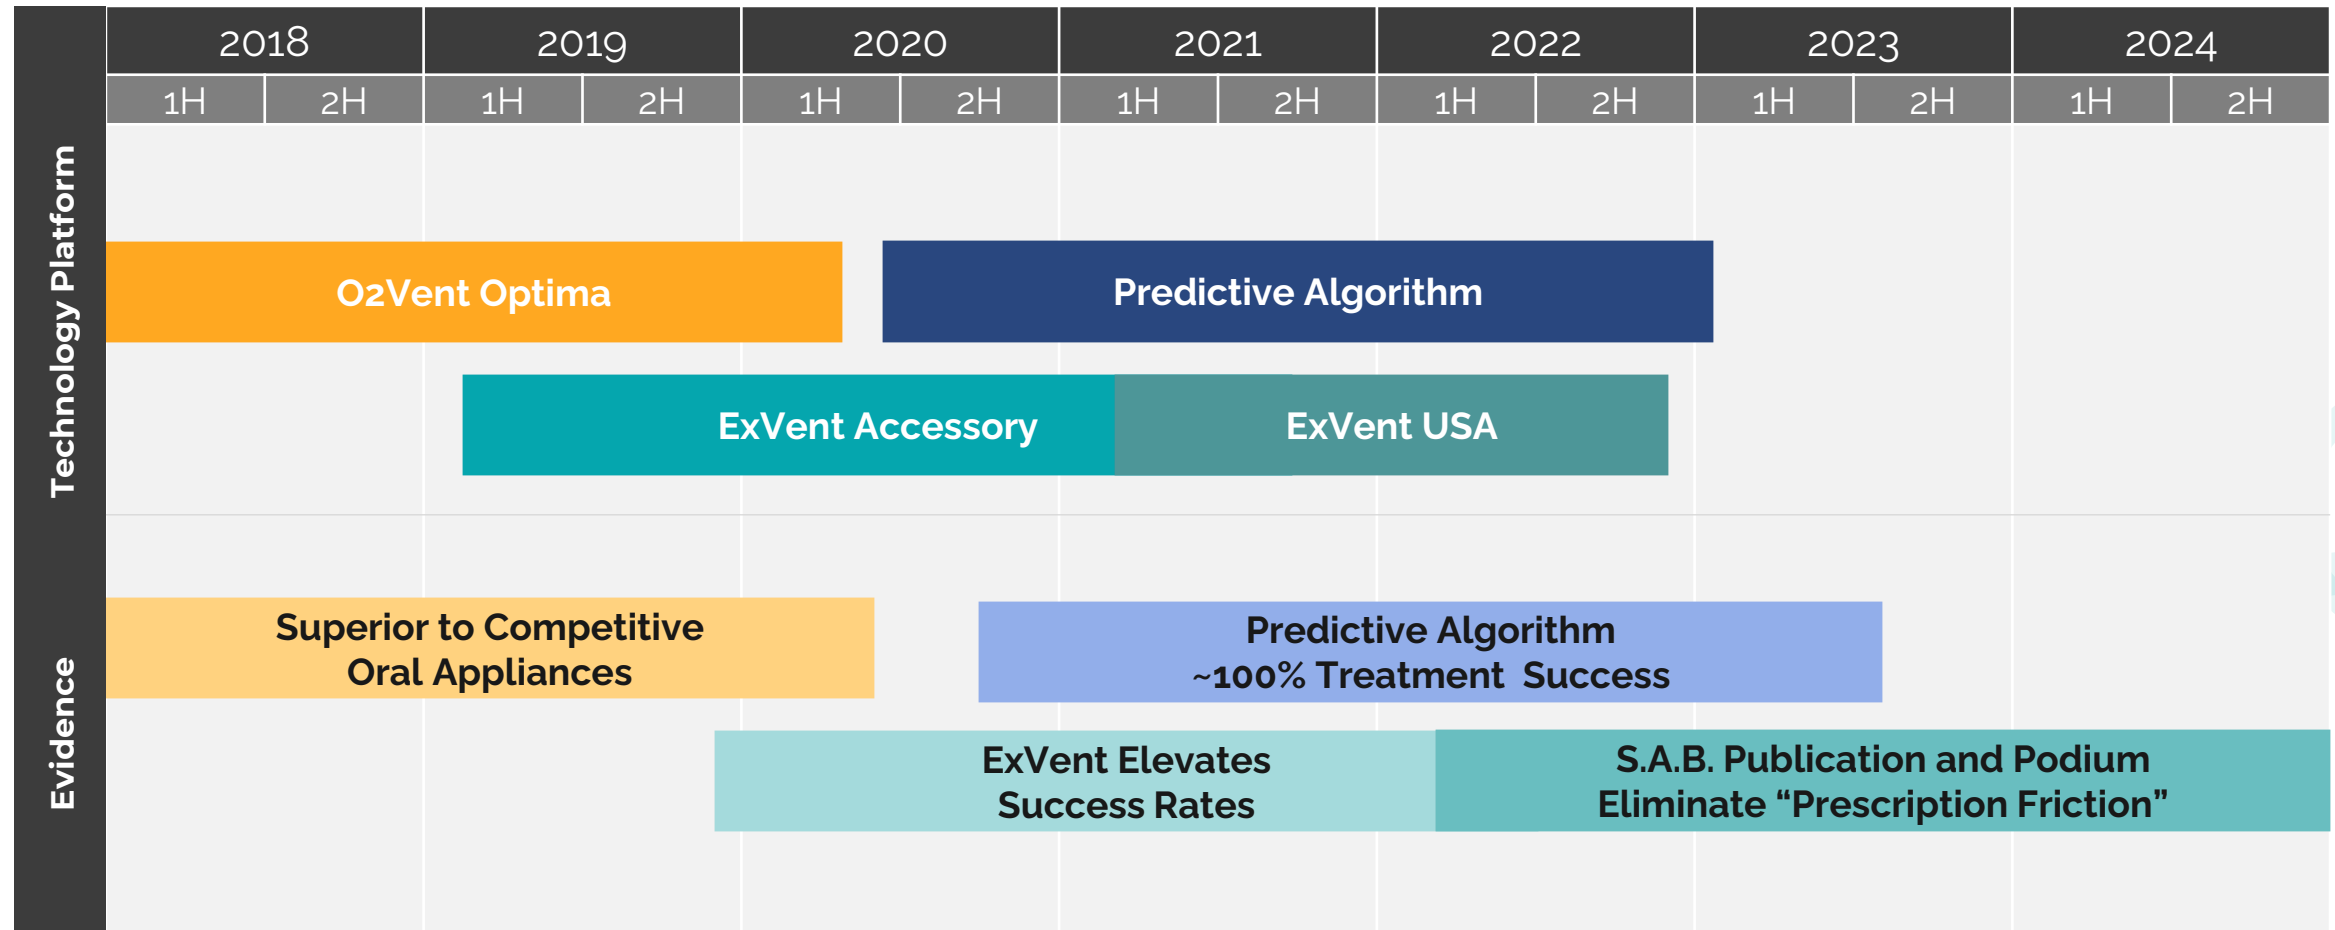 2018 2019 2020 2021 2022 2023 2024
1H 2H 1H 2H 1H 2H 1H 2H 1H 2H 1H 2H 1H 2H
Technology Platform
O2Vent Optima
Predictive Algorithm
ExVent Accessory
ExVent USA
Evidence
Superior to Competitive
Oral Appliances
Predictive Algorithm
~100% Treatment  Success
ExVent Elevates
Success Rates
S.A.B. Publication and Podium
Eliminate “Prescription Friction”